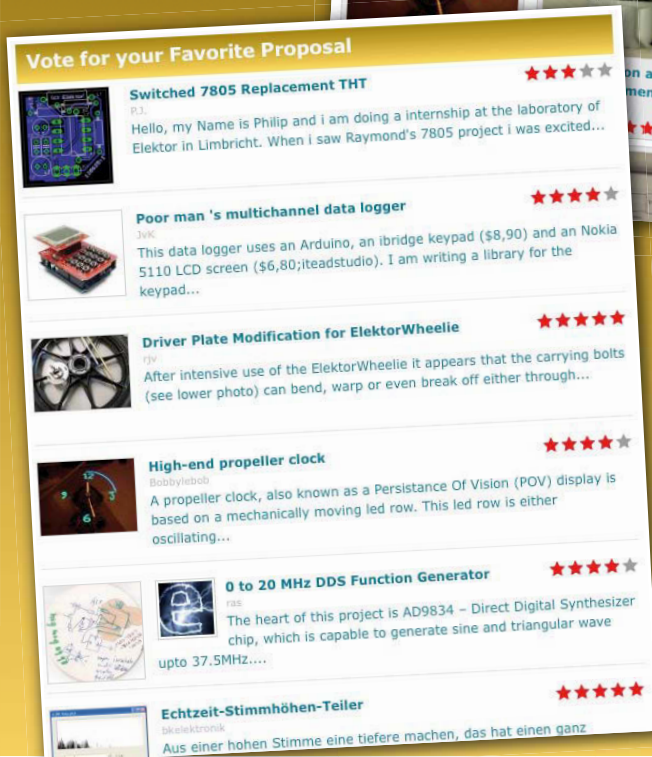 Vote for your Favorite Proposal
Switched 7805 Replacement THT
P.J.
Hello, my Name is Philip and i am doing a internship at the laboratory of
Elektor in Limbricht. When i saw Raymond's 7805 project i was excited...
Poor man 's multichannel data logger
JvK
This data logger uses an Arduino, an ibridge keypad ($8,90) and an Nokia
5110 LCD screen ($6,80;iteadstudio). I am writing a library for the
keypad...
Driver Plate Modification for ElektorWheelie
rjv
After intensive use of the ElektorWheelie it appears that the carrying bolts
(see lower photo) can bend, warp or even break off either through...
High-end propeller clock
Bobbylebob
A propeller clock, also known as a Persistance Of Vision (POV) display is
based on a mechanically moving led row. This led row is either
oscillating...
12
9
3
6
0 to 20 MHz DDS Function Generator
ras
The heart of this project is AD9834 – Direct Digital Synthesizer
chip, which is capable to generate sine and triangular wave
upto 37.5MHz....
Echtzeit-Stimmhöhen-Teiler
bkelektronik
Aus einer hohen Stimme eine tiefere machen, das hat einen ganz
on a